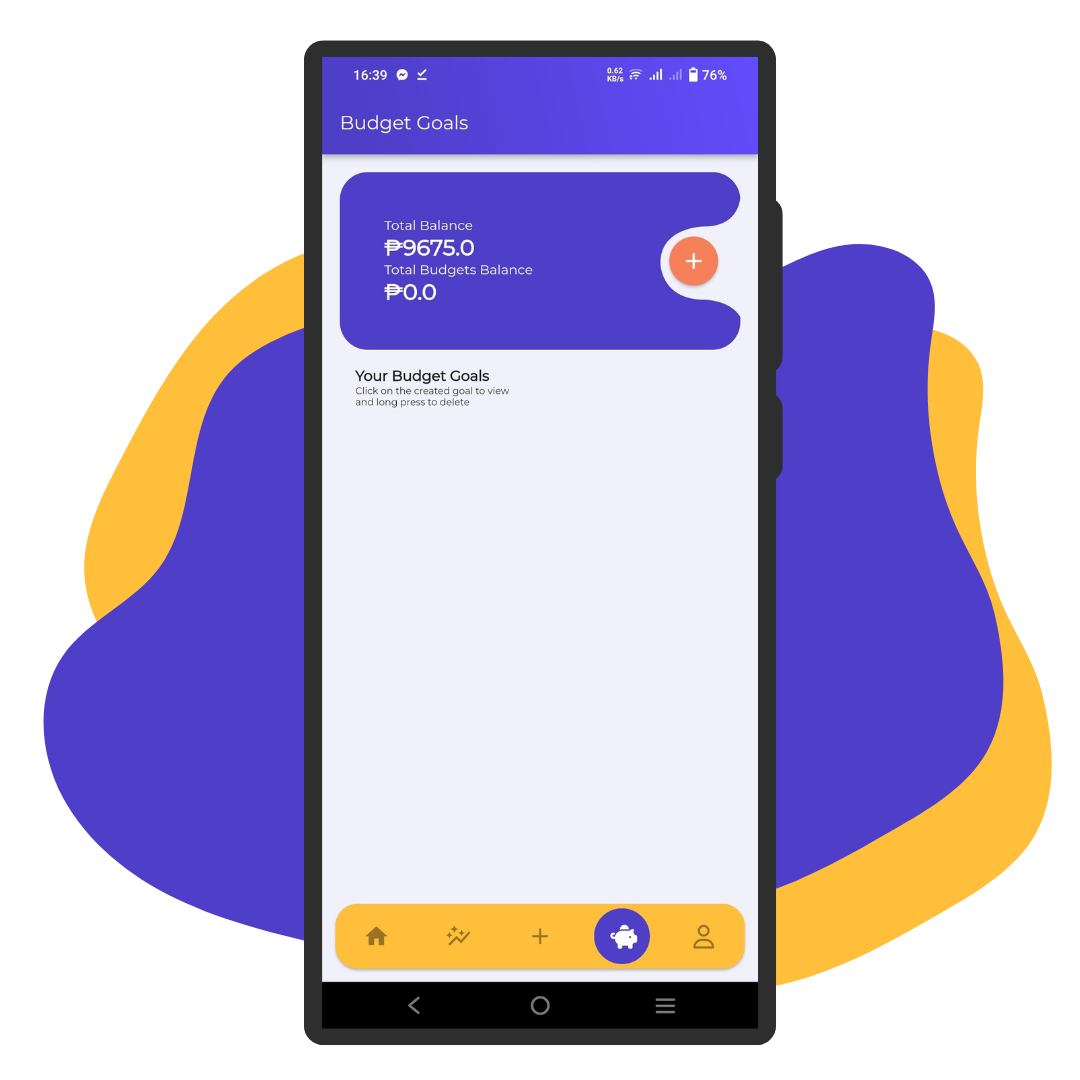 16:39 0.62 KB/s 76%
Budget Goals
Total Balance
₱9675.0
Total Budgets Balance
₱0.0
Your Budget Goals
Click on the created goal to view
and long press to delete